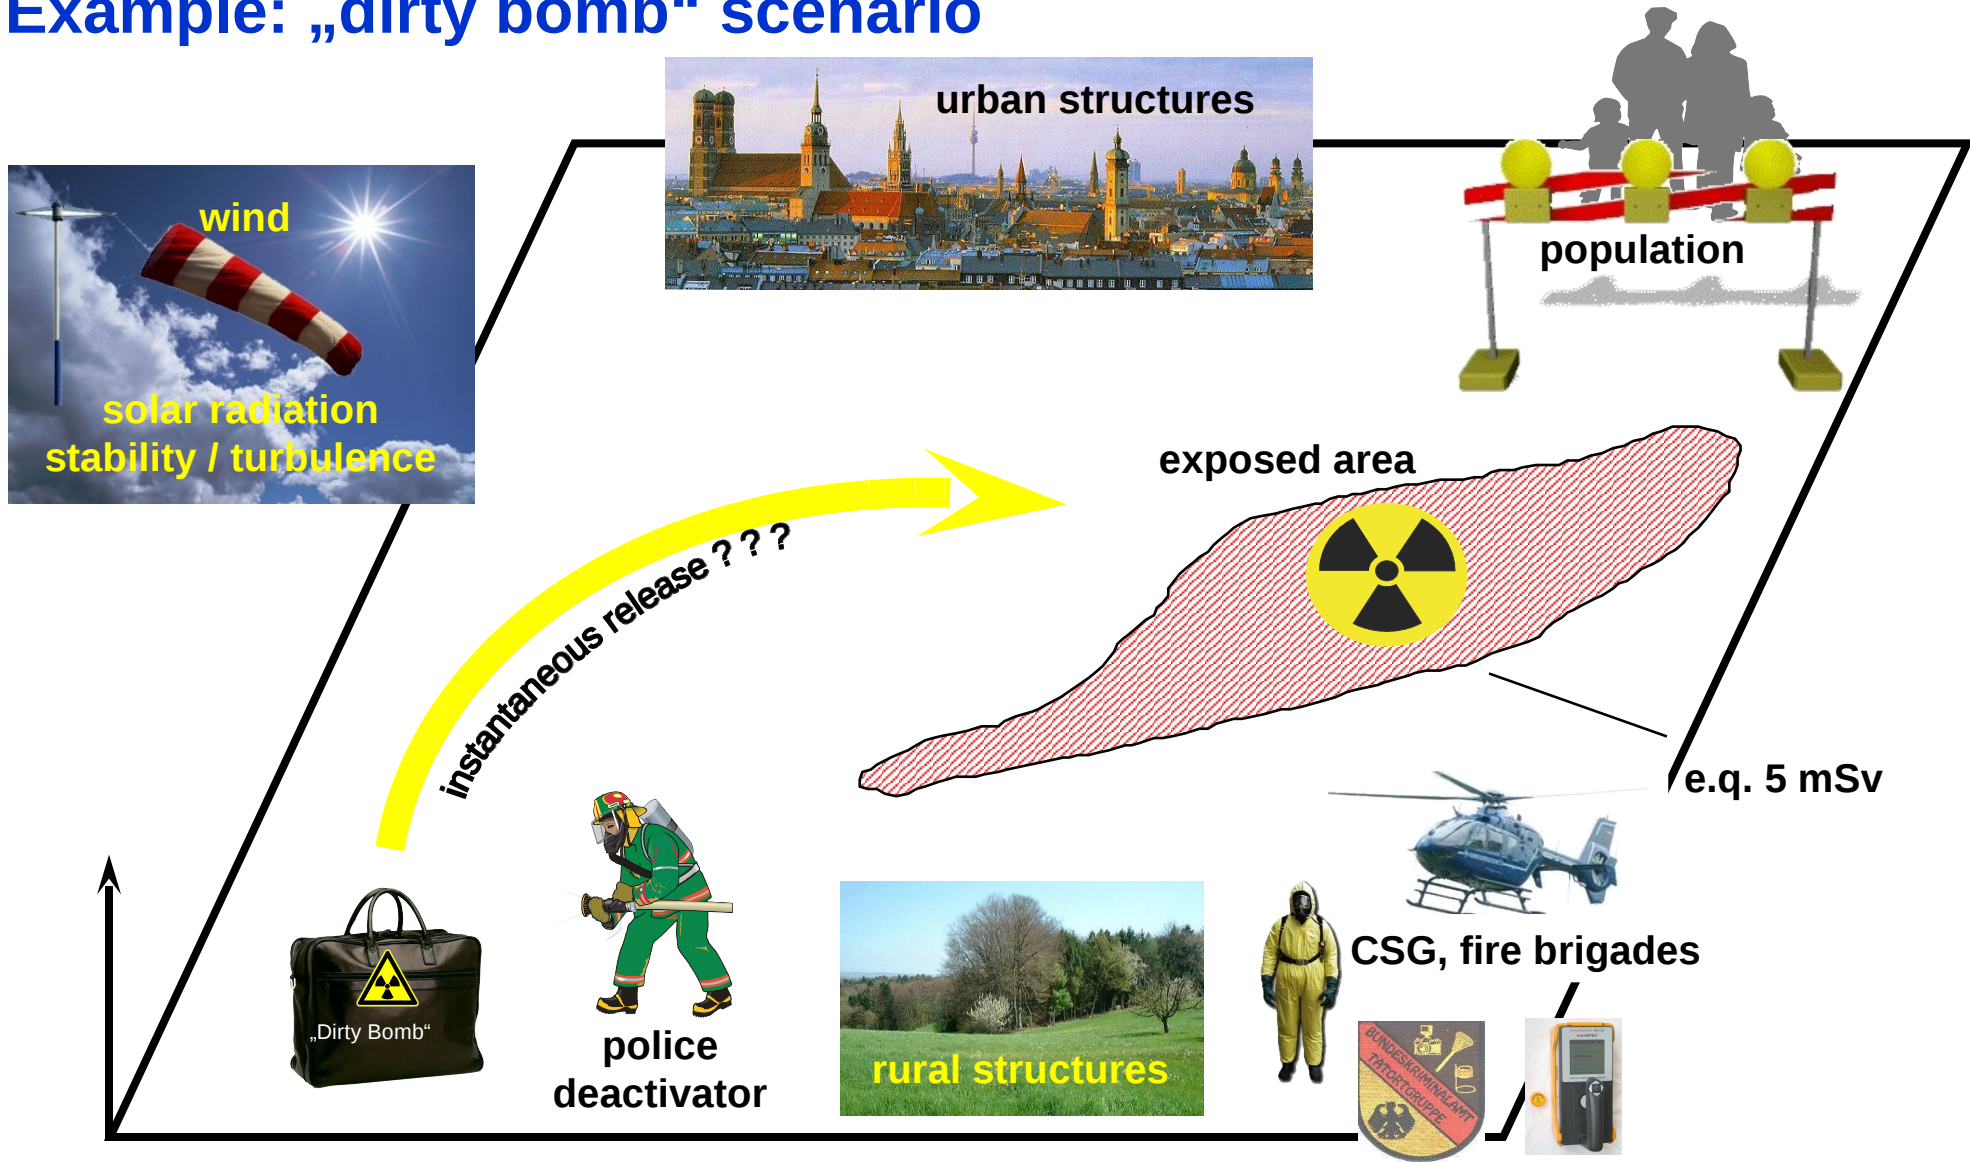 Example: „dirty bomb“ scenario
urban structures
wind
population
solar radiation
stability / turbulence
exposed area
instantaneous release ? ? ?
e.q. 5 mSv
CSG, fire brigades
„Dirty Bomb“
police
deactivator
rural structures
BUNDESKRIMINALAMT
TATORTGRUPPE